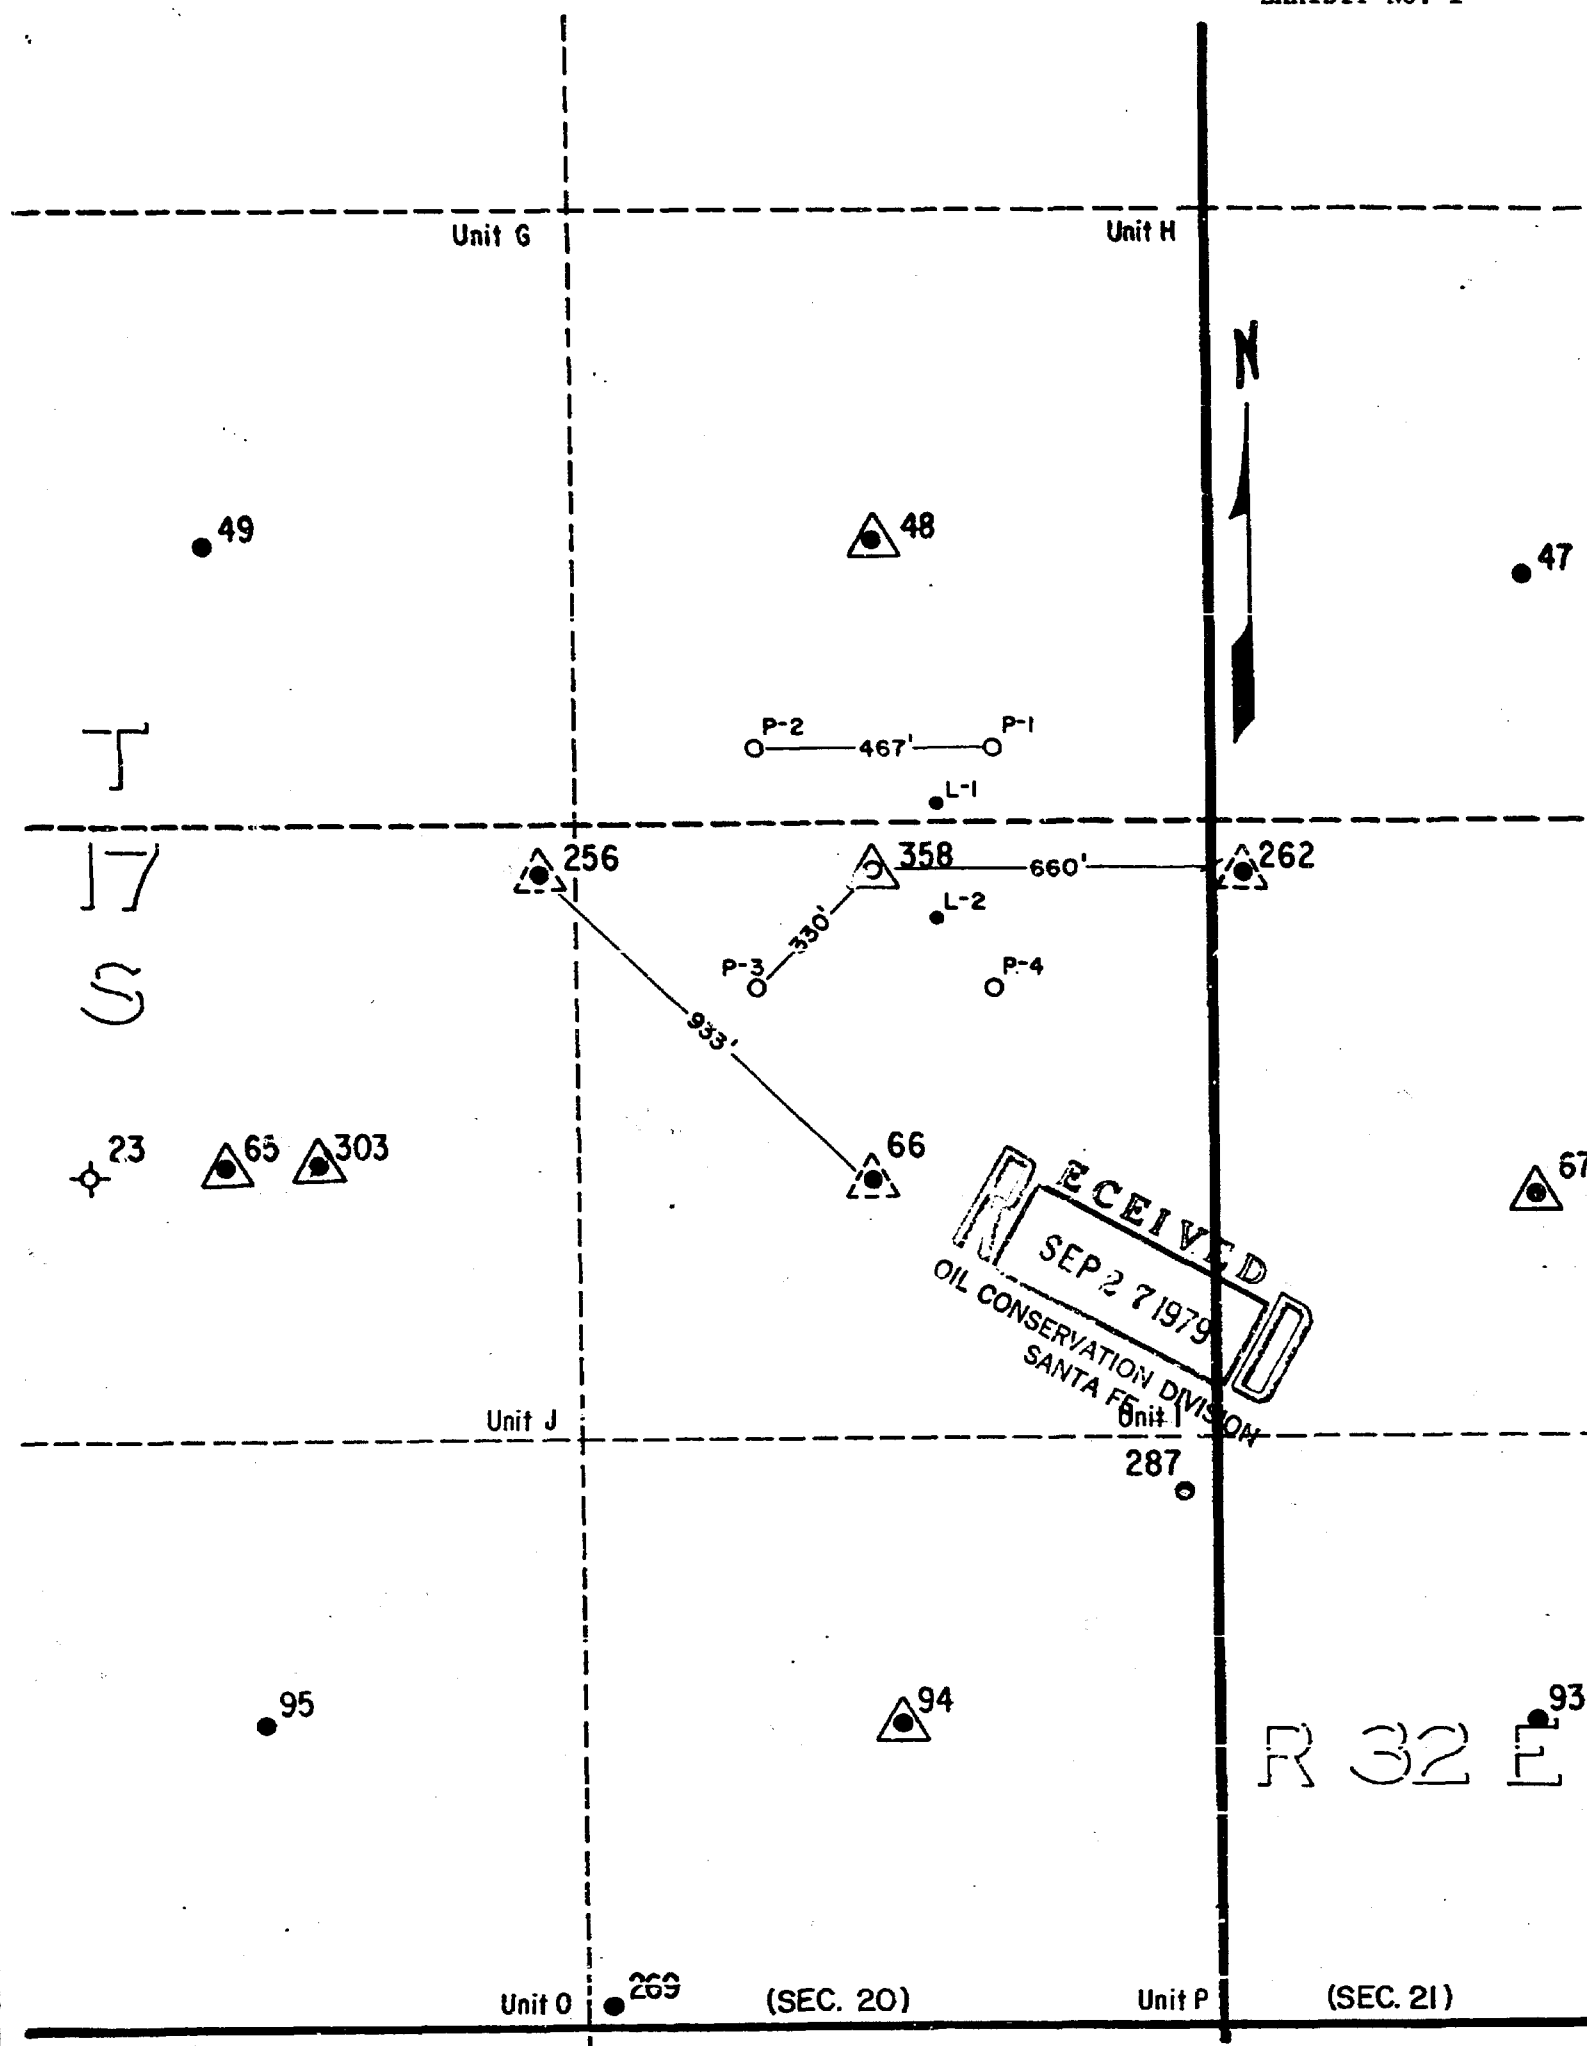 Unit G
Unit H
N
49
48
47
P-2
P-1
467'
L-1
T
17
S
256
358
660'
262
L-2
330'
P-3
P-4
933'
23
65
303
66
67
RECEIVED
SEP 27 1979
OIL CONSERVATION DIVISION
SANTA FE
Unit J
Unit I
287
95
94
93
R 32 E
269
Unit O
(SEC. 20)
Unit P
(SEC. 21)